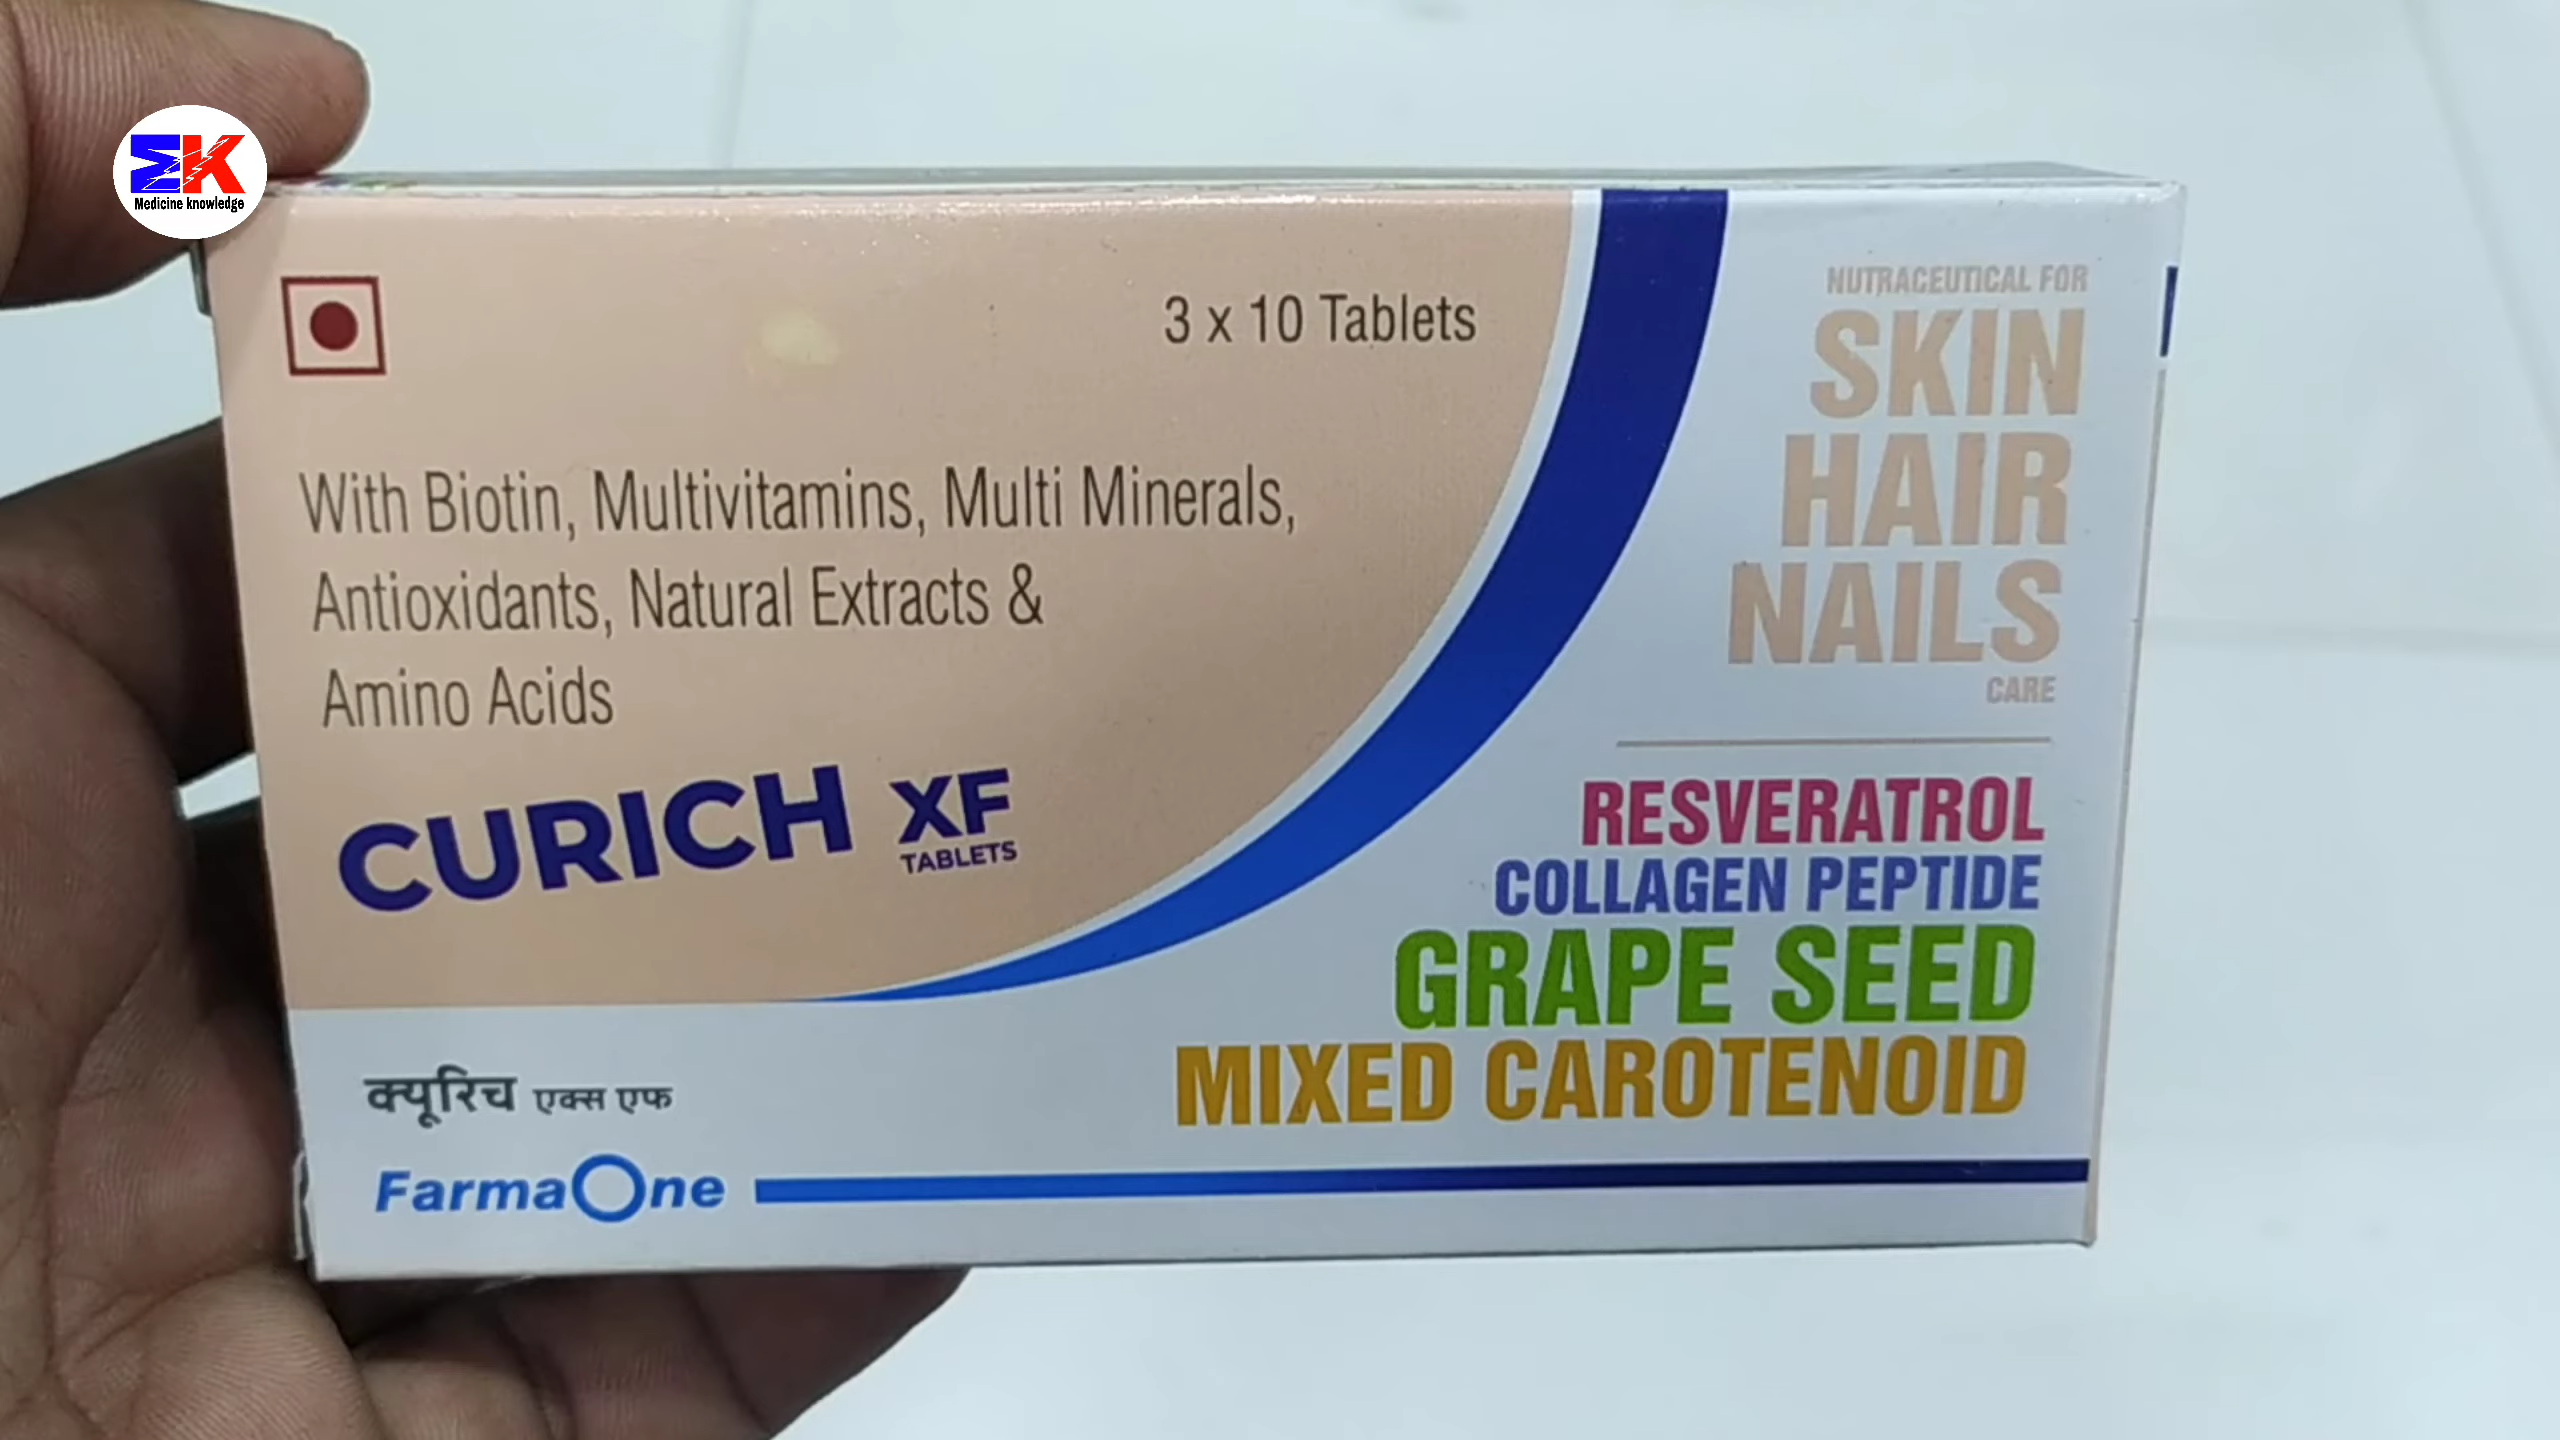 EK
Medicine knowledge
3 x 10 Tablets
With Biotin, Multivitamins, Multi Minerals,
Antioxidants, Natural Extracts &
Amino Acids
CURICH XF
TABLETS
क्यूरिच एक्स एफ
FarmaOne
NUTRACEUTICAL FOR
SKIN
HAIR
NAILS
CARE
RESVERATROL
COLLAGEN PEPTIDE
GRAPE SEED
MIXED CAROTENOID